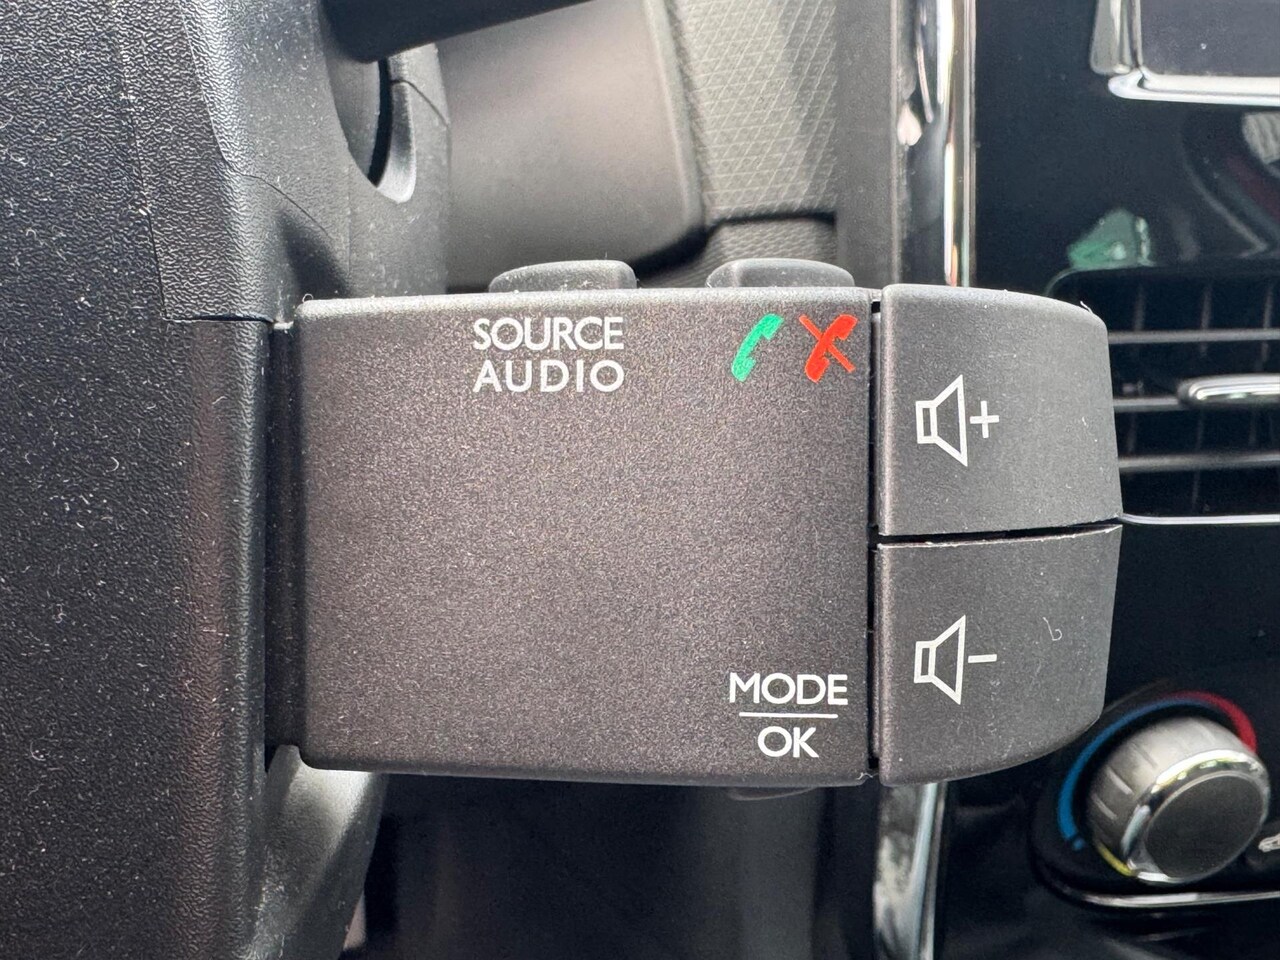 SOURCE
AUDIO
+
-
MODE
OK